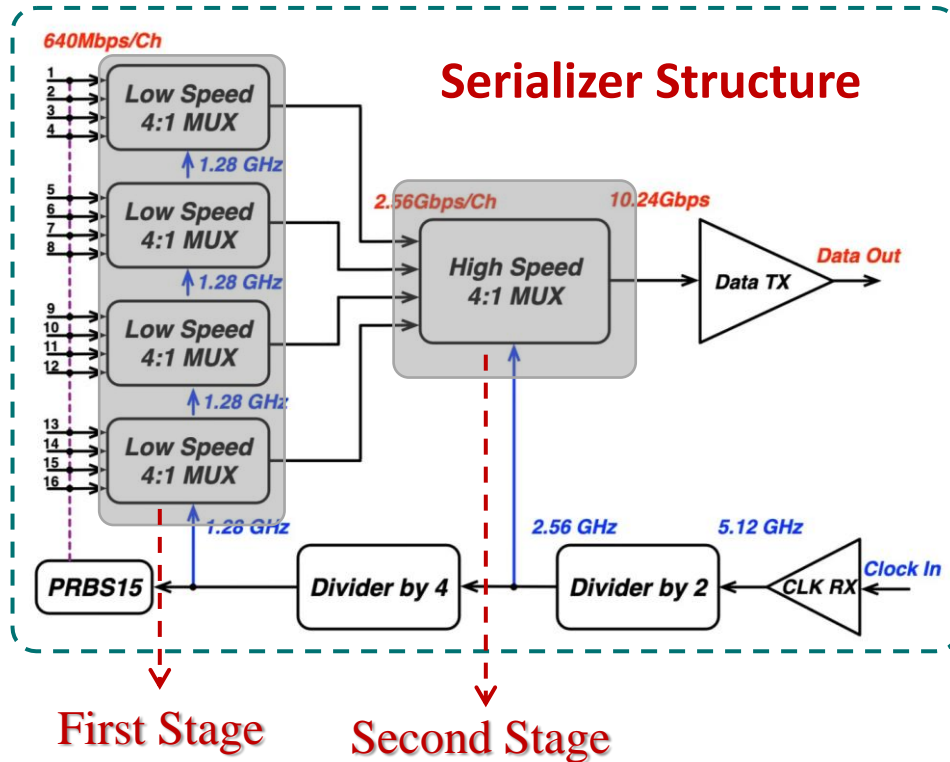 640Mbps/Ch
Serializer Structure
1
2
3
4
Low Speed
4:1 MUX
1.28 GHz
5
6
7
8
Low Speed
4:1 MUX
1.28 GHz
9
10
11
12
Low Speed
4:1 MUX
1.28 GHz
13
14
15
16
Low Speed
4:1 MUX
1.28 GHz
2.56Gbps/Ch
10.24Gbps
High Speed
4:1 MUX
Data TX
Data Out
PRBS15
Divider by 4
2.56 GHz
Divider by 2
5.12 GHz
CLK RX
Clock In
First Stage
Second Stage